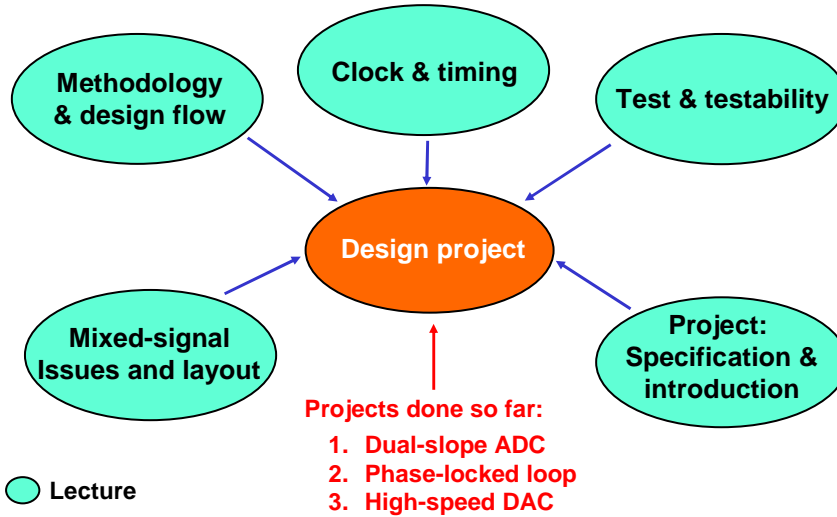 Methodology
& design flow
Clock & timing
Test & testability
Design project
Mixed-signal
Issues and layout
Project:
Specification &
introduction
Projects done so far:
1. Dual-slope ADC
2. Phase-locked loop
3. High-speed DAC
Lecture